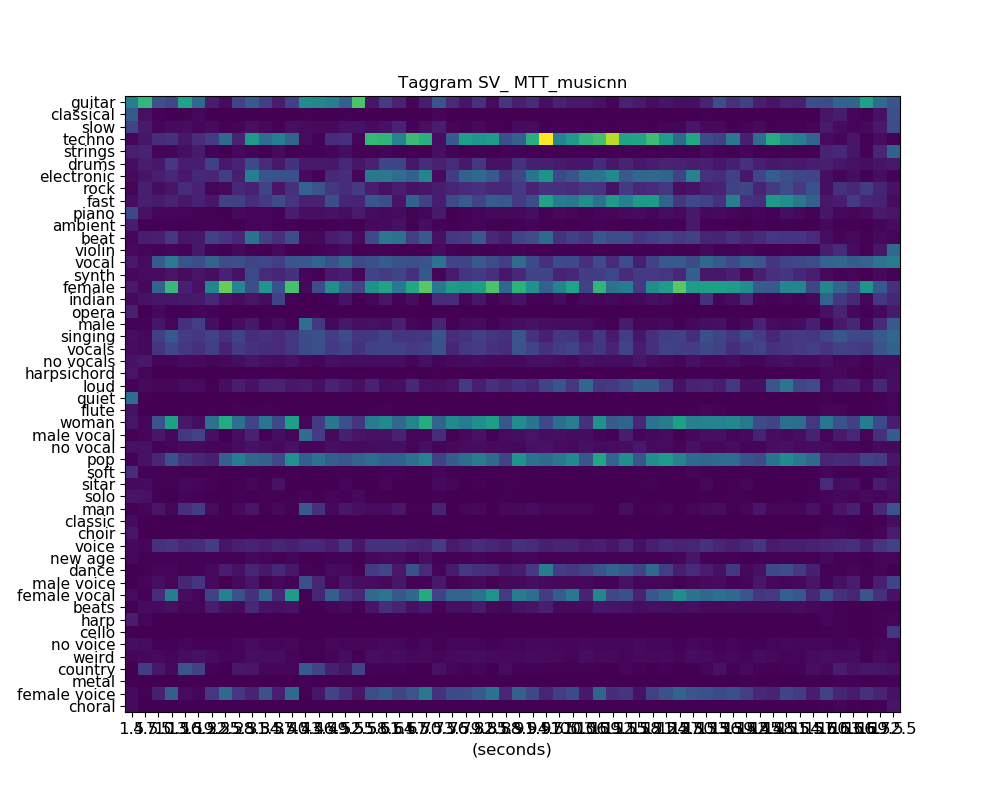 Taggram SV_ MTT_musicnn
guitar
classical
slow
techno
strings
drums
electronic
rock
fast
piano
ambient
beat
violin
vocal
synth
female
indian
opera
male
singing
vocals
no vocals
harpsichord
loud
quiet
flute
woman
male vocal
no vocal
pop
soft
sitar
solo
man
classic
choir
voice
new age
dance
male voice
female vocal
beats
harp
cello
no voice
weird
country
metal
female voice
choral
(seconds)